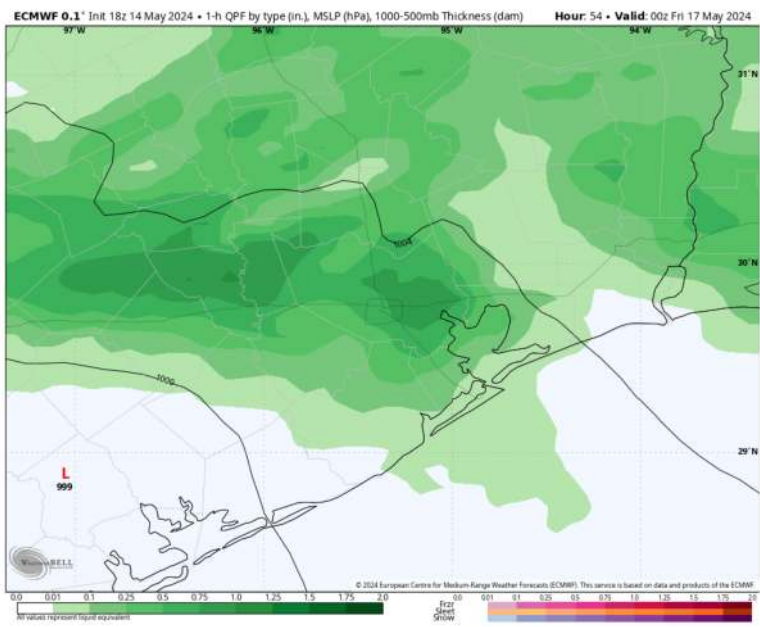 ECMWF 0.1° Init 18z 14 May 2024 • 1-h QPF by type (in.), MSLP (hPa), 1000-500mb Thickness (dam) Hour: 54 • Valid: 00z Fri 17 May 2024
97°W 96°W 95°W 94°W
31°N
1004
30°N
1000
29°N
L
999
WeatherBELL
© 2024 European Centre for Medium-Range Weather Forecasts (ECMWF). This service is based on data and products of the ECMWF
0.0 0.01 0.1 0.25 0.5 0.75 1.0 1.25 1.5 1.75 2.0
All values represent liquid equivalent
0.0 0.01 0.1 0.25 0.5 0.75 1.0 1.25 1.5 1.75 2.0
Frzr
Sleet
Snow